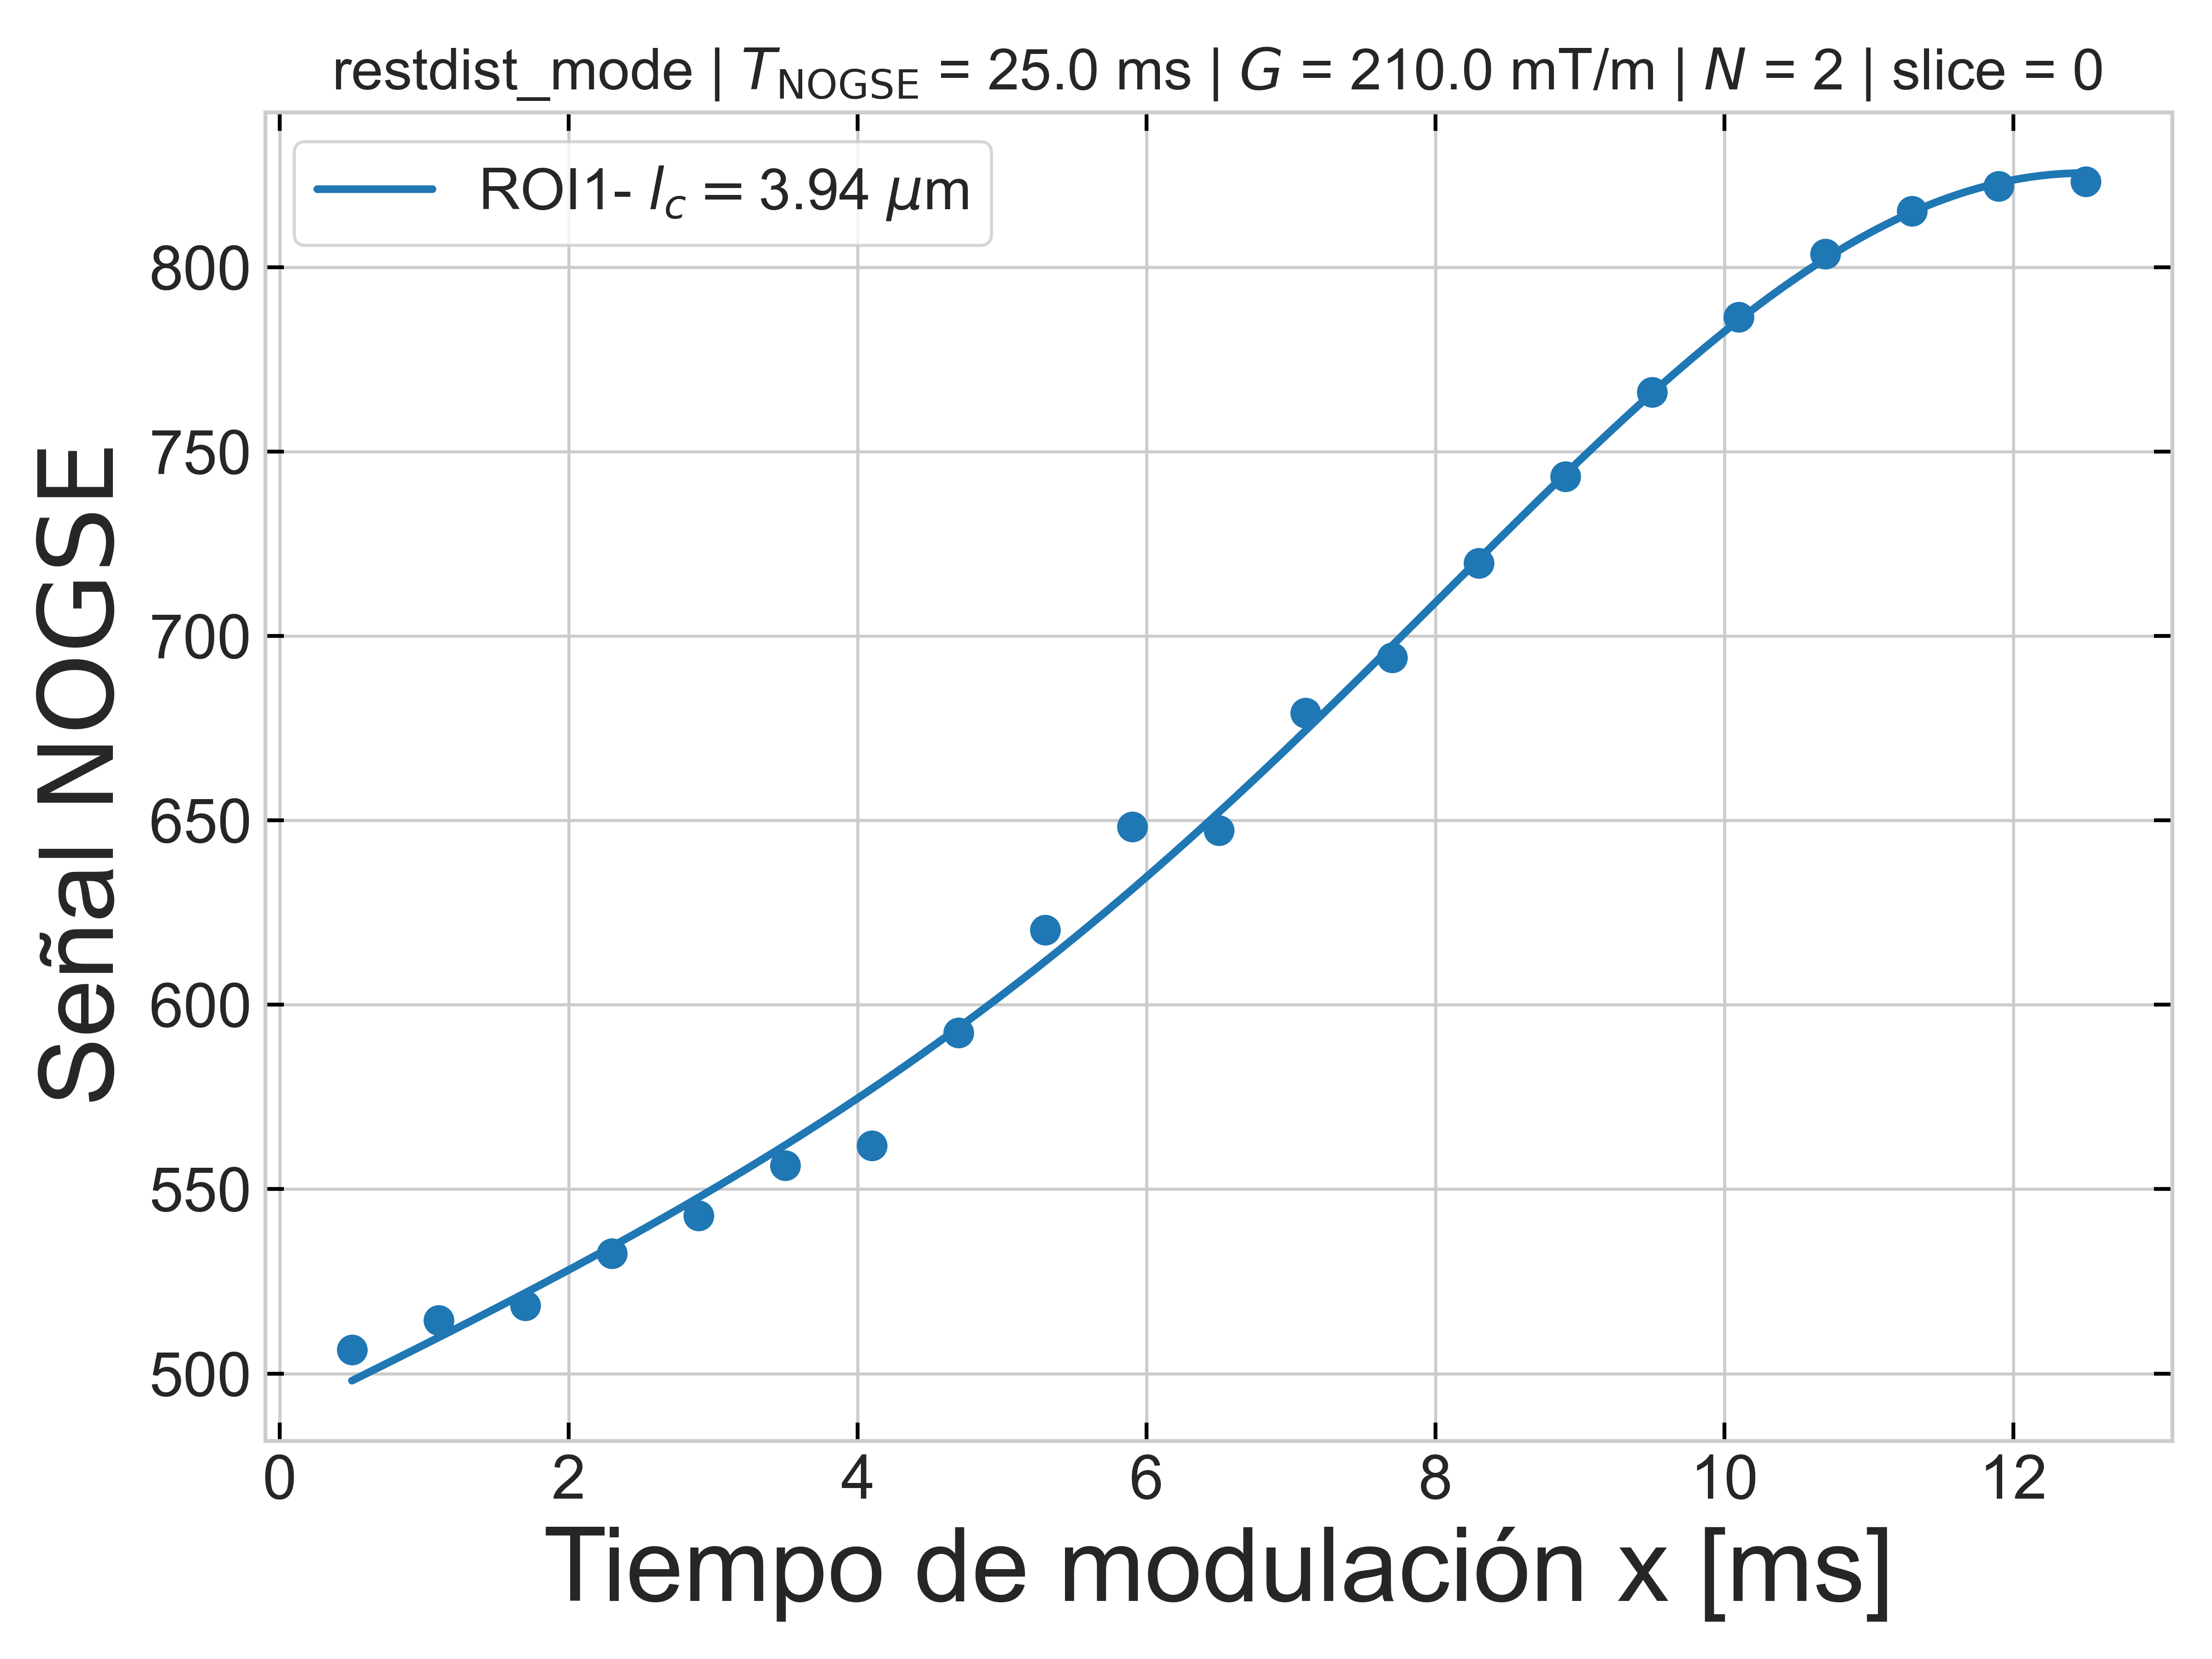 restdist_mode | T_NOGSE = 25.0 ms | G = 210.0 mT/m | N = 2 | slice = 0
ROI1- l_c = 3.94 μm
Señal NOGSE
800
750
700
650
600
550
500
0 2 4 6 8 10 12
Tiempo de modulación x [ms]